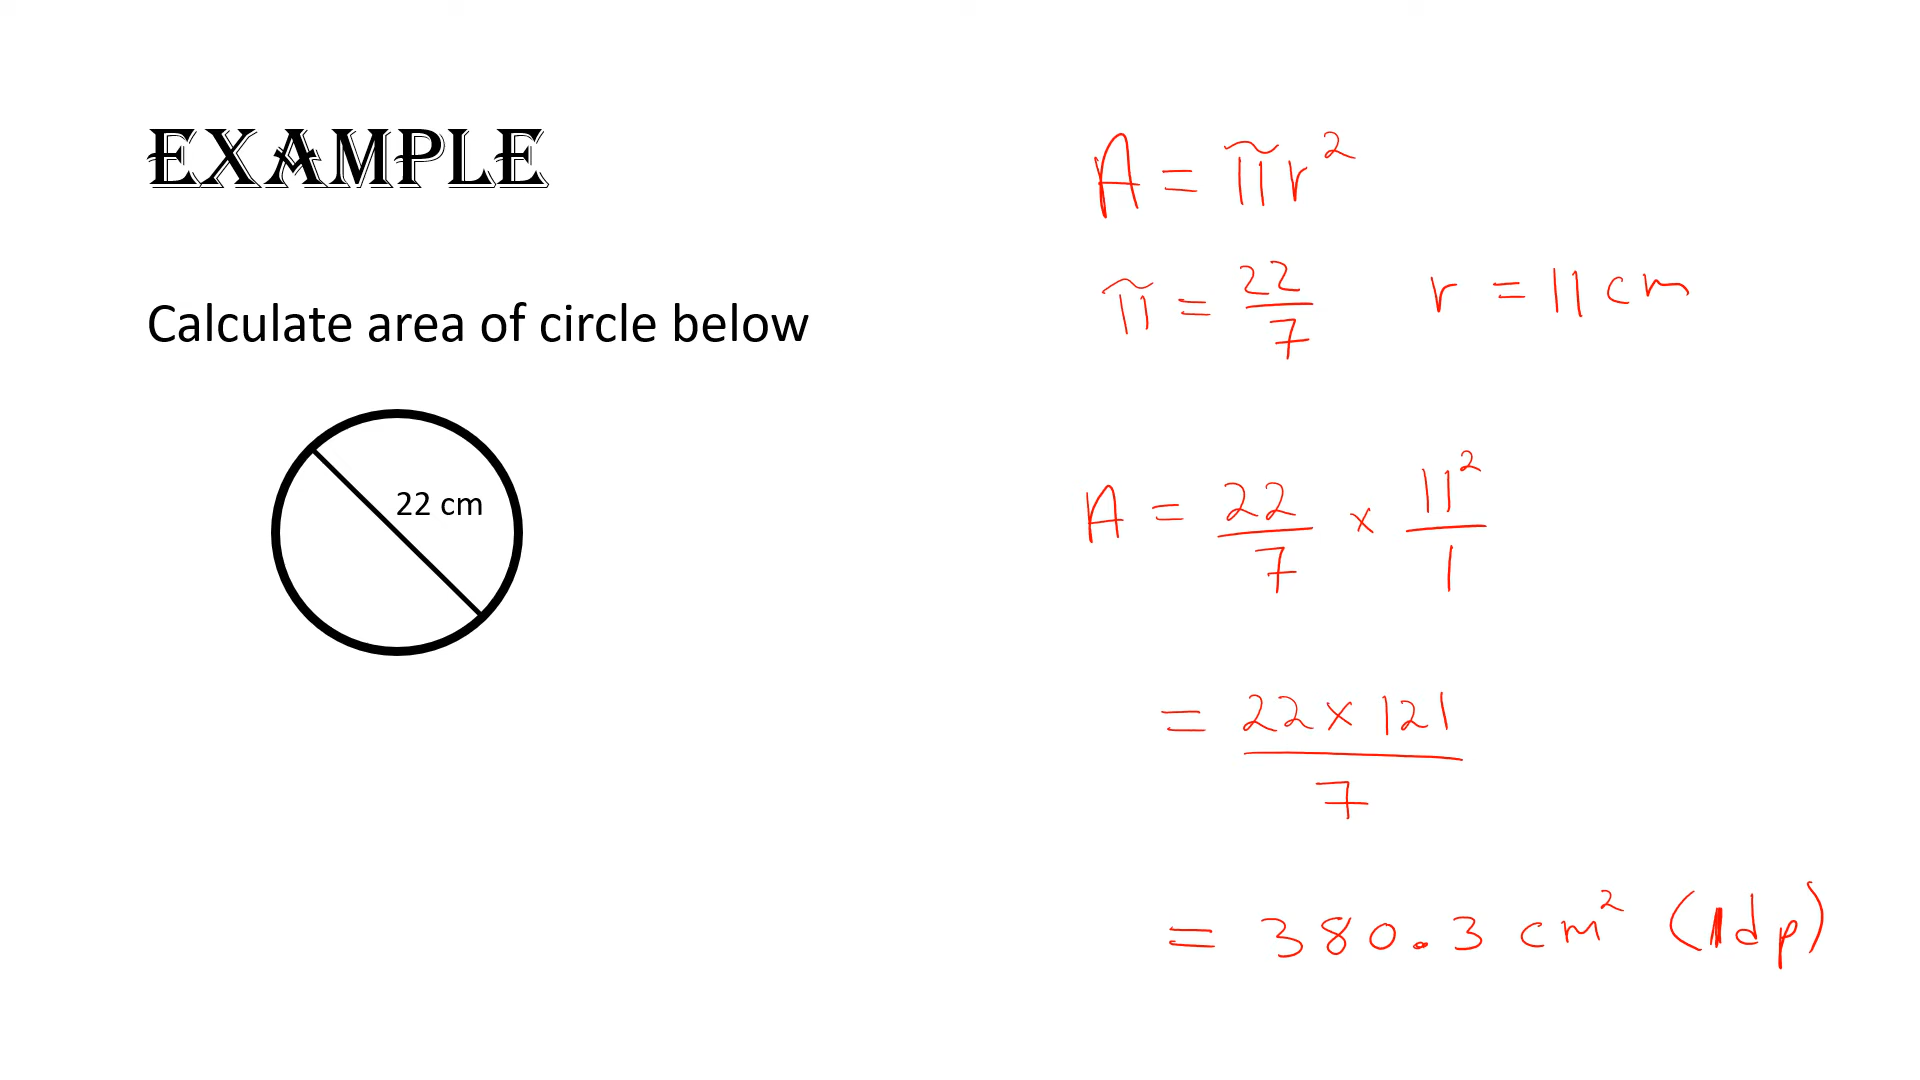 EXAMPLE
Calculate area of circle below
22 cm
A = πr²
π = 22/7 r = 11 cm
A = 22/7 × 11²/1
= 22 × 121/7
= 380.3 cm² (1dp)